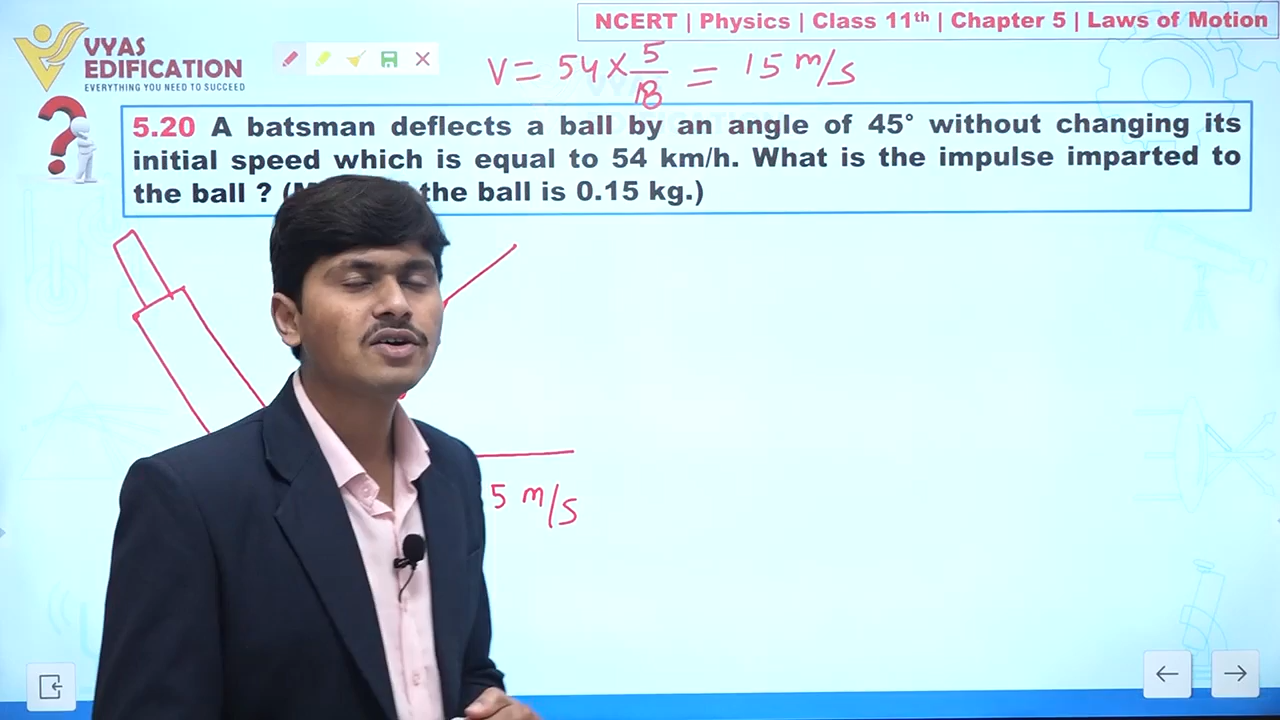 NCERT | Physics | Class 11th | Chapter 5 | Laws of Motion
VYAS
EDIFICATION
EVERYTHING YOU NEED TO SUCCEED
V = 54 × 5/18 = 15 m/s
5.20 A batsman deflects a ball by an angle of 45° without changing its
initial speed which is equal to 54 km/h. What is the impulse imparted to
the ball ? ( the ball is 0.15 kg.)
5 m/s